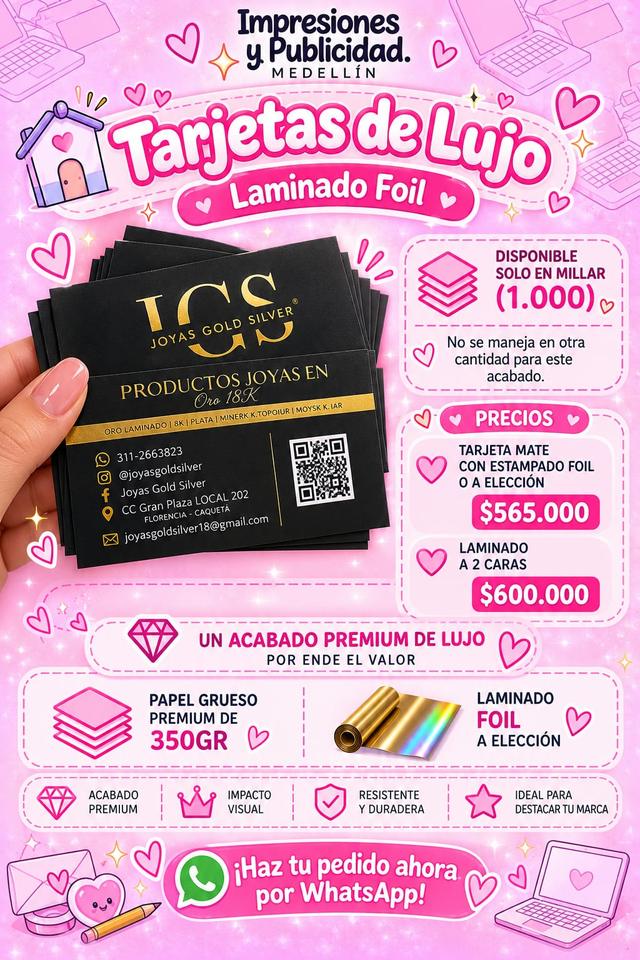 Impresiones
y Publicidad.
MEDELLÍN
Tarjetas de Lujo
Laminado Foil
JGS®
JOYAS GOLD SILVER
PRODUCTOS JOYAS EN
Oro 18K
ORO LAMINADO | 8K | PLATA | MINERK K.TOPOIUR | MOYSK K. IAR
311-2663823
@joyasgoldsilver
Joyas Gold Silver
CC Gran Plaza LOCAL 202
FLORENCIA - CAQUETÁ
joyasgoldsilver18@gmail.com
DISPONIBLE
SOLO EN MILLAR
(1.000)
No se maneja en otra
cantidad para este
acabado.
PRECIOS
TARJETA MATE
CON ESTAMPADO FOIL
O A ELECCIÓN
$565.000
LAMINADO
A 2 CARAS
$600.000
UN ACABADO PREMIUM DE LUJO
POR ENDE EL VALOR
PAPEL GRUESO
PREMIUM DE
350GR
LAMINADO
FOIL
A ELECCIÓN
ACABADO
PREMIUM
IMPACTO
VISUAL
RESISTENTE
Y DURADERA
IDEAL PARA
DESTACAR TU MARCA
¡Haz tu pedido ahora
por WhatsApp!